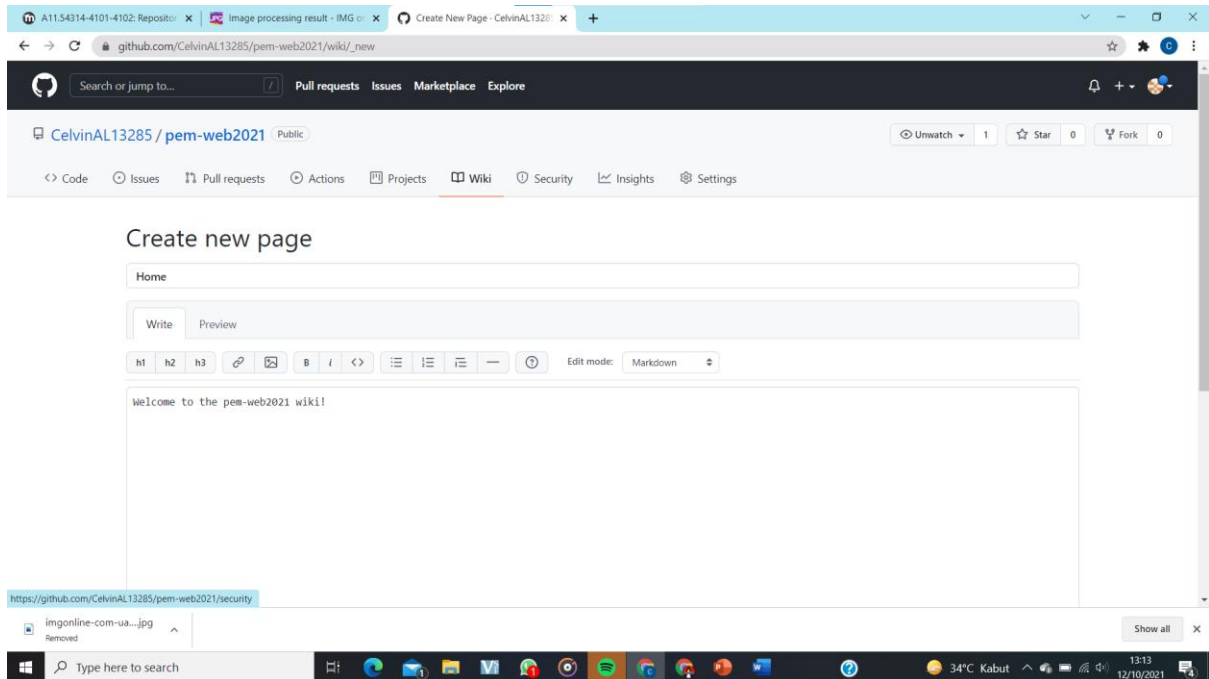 A11.54314-4101-4102: Repositor
Image processing result - IMG o
Create New Page · CelvinAL1328
github.com/CelvinAL13285/pem-web2021/wiki/_new
C
Search or jump to...
/
Pull requests Issues Marketplace Explore
CelvinAL13285 / pem-web2021 Public
Unwatch 1 Star 0 Fork 0
<> Code Issues Pull requests Actions Projects Wiki Security Insights Settings
Create new page
Home
Write Preview
h1 h2 h3 B i <> Edit mode: Markdown
Welcome to the pem-web2021 wiki!
https://github.com/CelvinAL13285/pem-web2021/security
imgonline-com-ua....jpg
Removed
Show all
Type here to search
34°C Kabut
13:13
12/10/2021
4